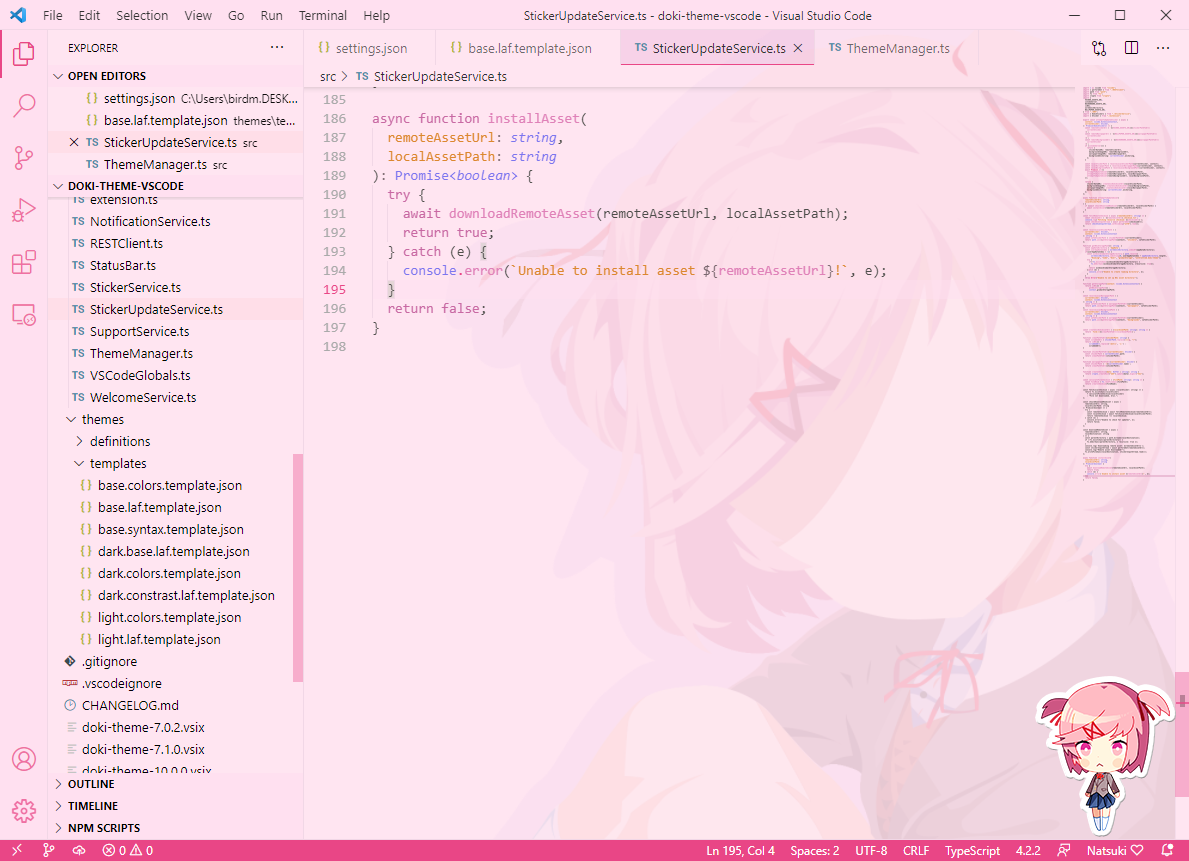 File Edit Selection View Go Run Terminal Help
StickerUpdateService.ts - doki-theme-vscode - Visual Studio Code
EXPLORER
OPEN EDITORS
{} settings.json C:\Users\birdm.DESK...
{} base.laf.template.json themes\te...
TS StickerUpdateService.ts src
TS ThemeManager.ts src
DOKI-THEME-VSCODE
TS extension.ts
TS NotificationService.ts
TS RESTClient.ts
TS StatusBar.ts
TS StickerService.ts
TS StickerUpdateService.ts
TS SupportService.ts
TS ThemeManager.ts
TS VSCodeGlobals.ts
TS WelcomeService.ts
themes
definitions
templates
{} base.colors.template.json
{} base.laf.template.json
{} base.syntax.template.json
{} dark.base.laf.template.json
{} dark.colors.template.json
{} dark.constrast.laf.template.json
{} light.colors.template.json
{} light.laf.template.json
.gitignore
npm .vscodeignore
CHANGELOG.md
doki-theme-7.0.2.vsix
doki-theme-7.1.0.vsix
doki-theme-10.0.0.vsix
OUTLINE
TIMELINE
NPM SCRIPTS
{} settings.json
{} base.laf.template.json
TS StickerUpdateService.ts
TS ThemeManager.ts
src > TS StickerUpdateService.ts
185
186 async function installAsset(
187 remoteAssetUrl: string,
188 localAssetPath: string
189 ): Promise<boolean> {
190 try {
191 await downloadRemoteAsset(remoteAssetUrl, localAssetPath);
192 return true;
193 } catch (e) {
194 console.error(`Unable to install asset ${remoteAssetUrl}!`, e);
195 }
196 return false;
197 }
198
0 0
Ln 195, Col 4
Spaces: 2
UTF-8
CRLF
TypeScript
4.2.2
Natsuki ♡